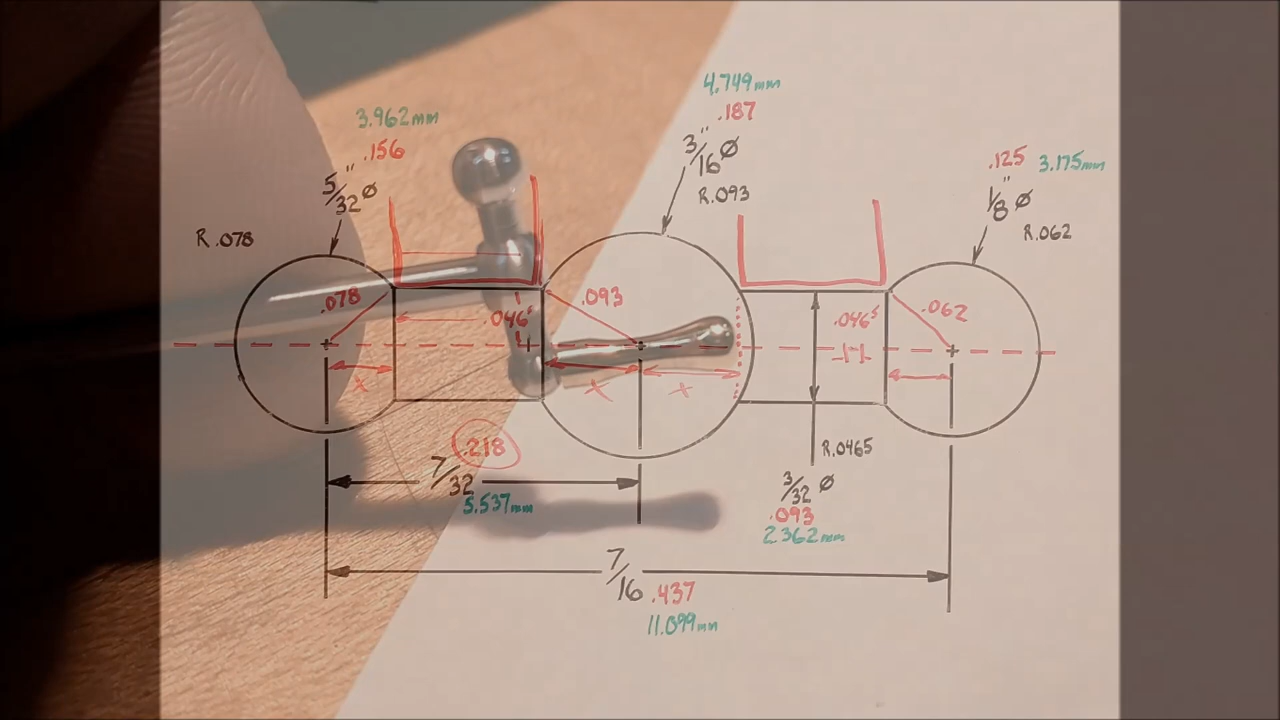 4.749mm
.187
3.962mm
.156
3/16" Ø
R.093
.125 3.175mm
5/32" Ø
1/8" Ø
R .078
R.062
.078
.093
.046⁵
.046⁵
.062
x
x
x
.218
7/32
5.537mm
R.0465
3/32 Ø
.093
2.362mm
7/16
.437
11.099mm